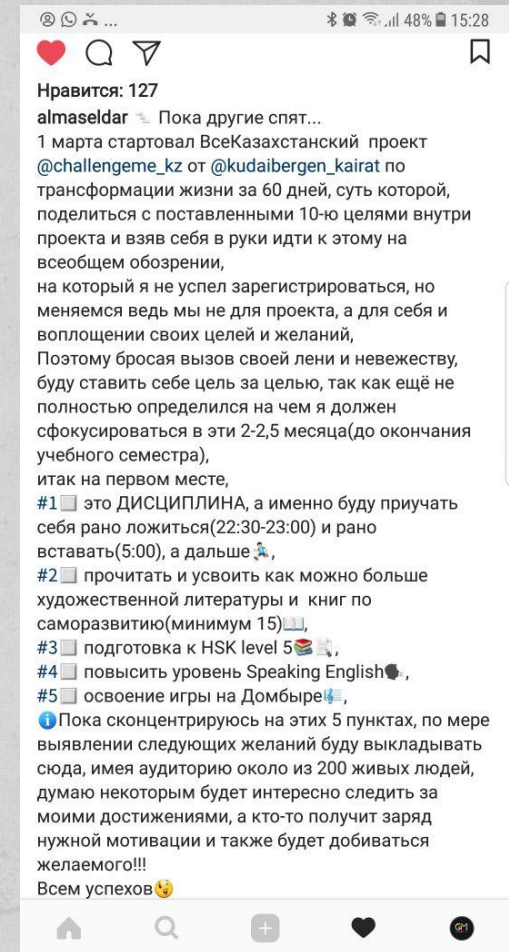 ... 48% 15:28
Нравится: 127
almaseldar Пока другие спят...
1 марта стартовал ВсеКазахстанский проект
@challengeme_kz от @kudaibergen_kairat по
трансформации жизни за 60 дней, суть которой,
поделиться с поставленными 10-ю целями внутри
проекта и взяв себя в руки идти к этому на
всеобщем обозрении,
на который я не успел зарегистрироваться, но
меняемся ведь мы не для проекта, а для себя и
воплощении своих целей и желаний,
Поэтому бросая вызов своей лени и невежеству,
буду ставить себе цель за целью, так как ещё не
полностью определился на чем я должен
сфокусироваться в эти 2-2,5 месяца(до окончания
учебного семестра),
итак на первом месте,
#1 это ДИСЦИПЛИНА, а именно буду приучать
себя рано ложиться(22:30-23:00) и рано
вставать(5:00), а дальше🏃,
#2 прочитать и усвоить как можно больше
художественной литературы и книг по
саморазвитию(минимум 15)📖,
#3 подготовка к HSK level 5📚,
#4 повысить уровень Speaking English🗣,
#5 освоение игры на Домбыре🎼,
ℹПока сконцентрируюсь на этих 5 пунктах, по мере
выявлении следующих желаний буду выкладывать
сюда, имея аудиторию около из 200 живых людей,
думаю некоторым будет интересно следить за
моими достижениями, а кто-то получит заряд
нужной мотивации и также будет добиваться
желаемого!!!
Всем успехов😉
GM